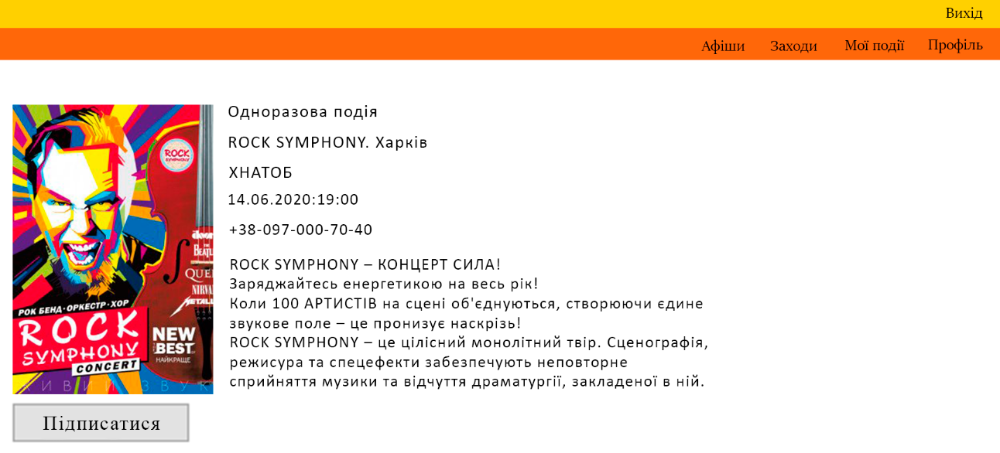 Вихід
Афіши Заходи Мої події Профіль
Одноразова подія
ROCK SYMPHONY. Харків
ХНАТОБ
14.06.2020:19:00
+38-097-000-70-40
ROCK SYMPHONY – КОНЦЕРТ СИЛА!
Заряджайтесь енергетикою на весь рік!
Коли 100 АРТИСТІВ на сцені об'єднуються, створюючи єдине
звукове поле – це пронизує наскрізь!
ROCK SYMPHONY – це цілісний монолітний твір. Сценографія,
режисура та спецефекти забезпечують неповторне
сприйняття музики та відчуття драматургії, закладеної в ній.
ROCK
SYMPHONY
РОК БЕНД · ОРКЕСТР · ХОР
ROCK
SYMPHONY
CONCERT
NEW
BEST
НАЙКРАЩЕ
Підписатися